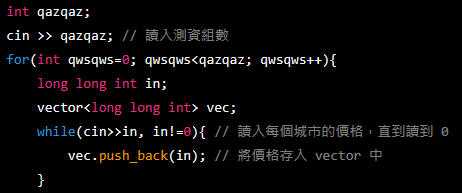 int qazqaz;
cin >> qazqaz; // 讀入測資組數
for(int qwsqws=0; qwsqws<qazqaz; qwsqws++){
    long long int in;
    vector<long long int> vec;
    while(cin>>in, in!=0){ // 讀入每個城市的價格，直到讀到 0
        vec.push_back(in); // 將價格存入 vector 中
    }